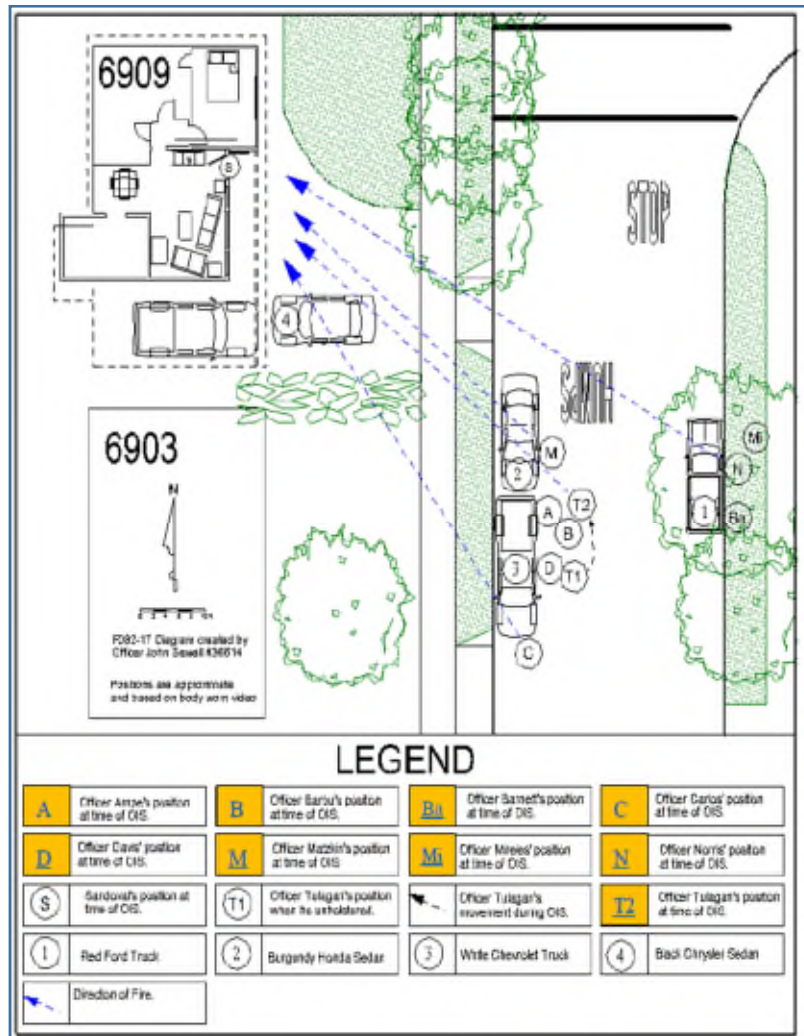 6909
S
4
6903
N
M
2
T2
A
B
3
D
T1
C
Mi
N
1
Ba
FD82-17 Diagram created by
Officer John Sewell
Positions are approximate
and based on body worn video
LEGEND
A
Officer Ampe's position
at time of OIS.
B
Officer Barbu's position
at time of OIS.
Ba
Officer Barnett's position
at time of OIS.
C
Officer Carlos' position
at time of OIS.
D
Officer Davis' position
at time of OIS.
M
Officer Matzkin's position
at time of OIS
Mi
Officer Mireles' position
at time of OIS.
N
Officer Norris' position
at time of OIS.
S
Sandoval's position at
time of OIS.
T1
Officer Tulagan's position
when he unholstered.
Officer Tulagan's
movement during OIS.
T2
Officer Tulagan's position
at time of OIS.
1
Red Ford Truck
2
Burgundy Honda Sedan
3
White Chevrolet Truck
4
Black Chrysler Sedan
Direction of Fire.